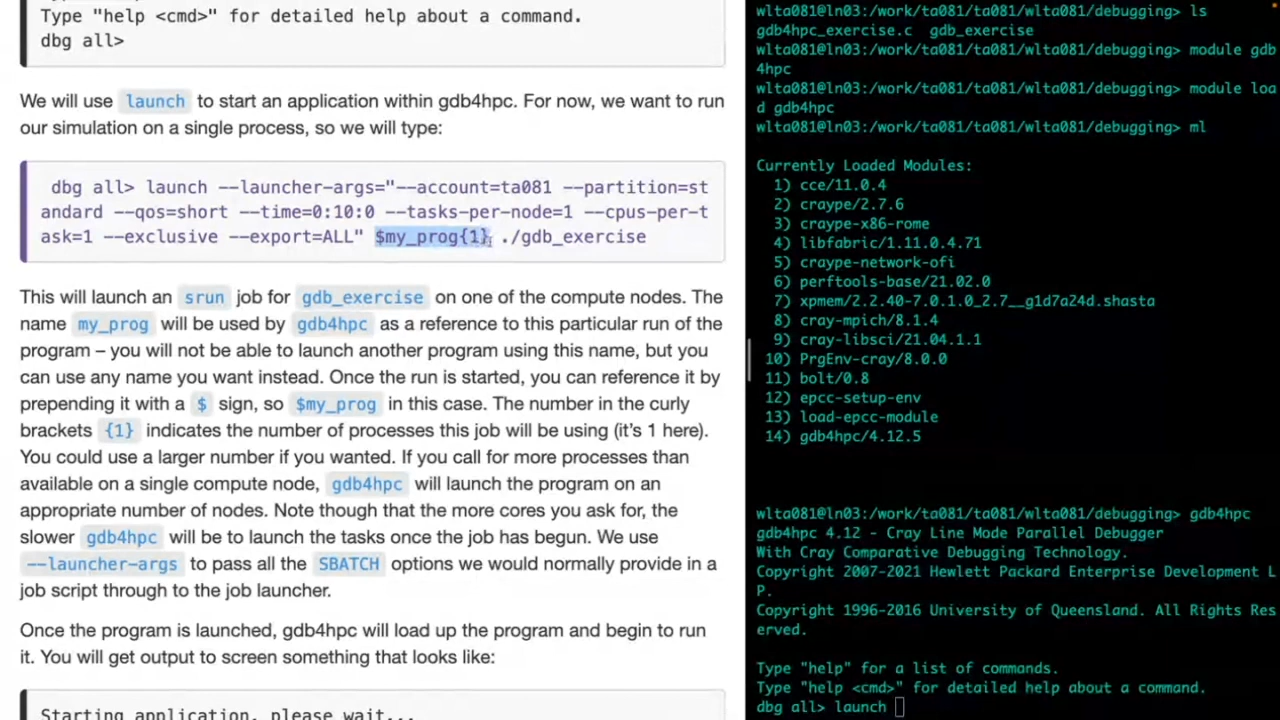 Type "help <cmd>" for detailed help about a command.
dbg all>
We will use launch to start an application within gdb4hpc. For now, we want to run
our simulation on a single process, so we will type:
dbg all> launch --launcher-args="--account=ta081 --partition=st
andard --qos=short --time=0:10:0 --tasks-per-node=1 --cpus-per-t
ask=1 --exclusive --export=ALL" $my_prog{1} ./gdb_exercise
This will launch an srun job for gdb_exercise on one of the compute nodes. The
name my_prog will be used by gdb4hpc as a reference to this particular run of the
program – you will not be able to launch another program using this name, but you
can use any name you want instead. Once the run is started, you can reference it by
prepending it with a $ sign, so $my_prog in this case. The number in the curly
brackets {1} indicates the number of processes this job will be using (it's 1 here).
You could use a larger number if you wanted. If you call for more processes than
available on a single compute node, gdb4hpc will launch the program on an
appropriate number of nodes. Note though that the more cores you ask for, the
slower gdb4hpc will be to launch the tasks once the job has begun. We use
--launcher-args to pass all the SBATCH options we would normally provide in a
job script through to the job launcher.
Once the program is launched, gdb4hpc will load up the program and begin to run
it. You will get output to screen something that looks like:
Starting application, please wait...
wlta081@ln03:/work/ta081/ta081/wlta081/debugging> ls
gdb4hpc_exercise.c  gdb_exercise
wlta081@ln03:/work/ta081/ta081/wlta081/debugging> module gdb
4hpc
wlta081@ln03:/work/ta081/ta081/wlta081/debugging> module loa
d gdb4hpc
wlta081@ln03:/work/ta081/ta081/wlta081/debugging> ml
Currently Loaded Modules:
1) cce/11.0.4
2) craype/2.7.6
3) craype-x86-rome
4) libfabric/1.11.0.4.71
5) craype-network-ofi
6) perftools-base/21.02.0
7) xpmem/2.2.40-7.0.1.0_2.7__g1d7a24d.shasta
8) cray-mpich/8.1.4
9) cray-libsci/21.04.1.1
10) PrgEnv-cray/8.0.0
11) bolt/0.8
12) epcc-setup-env
13) load-epcc-module
14) gdb4hpc/4.12.5
wlta081@ln03:/work/ta081/ta081/wlta081/debugging> gdb4hpc
gdb4hpc 4.12 - Cray Line Mode Parallel Debugger
With Cray Comparative Debugging Technology.
Copyright 2007-2021 Hewlett Packard Enterprise Development L
P.
Copyright 1996-2016 University of Queensland. All Rights Res
erved.
Type "help" for a list of commands.
Type "help <cmd>" for detailed help about a command.
dbg all> launch